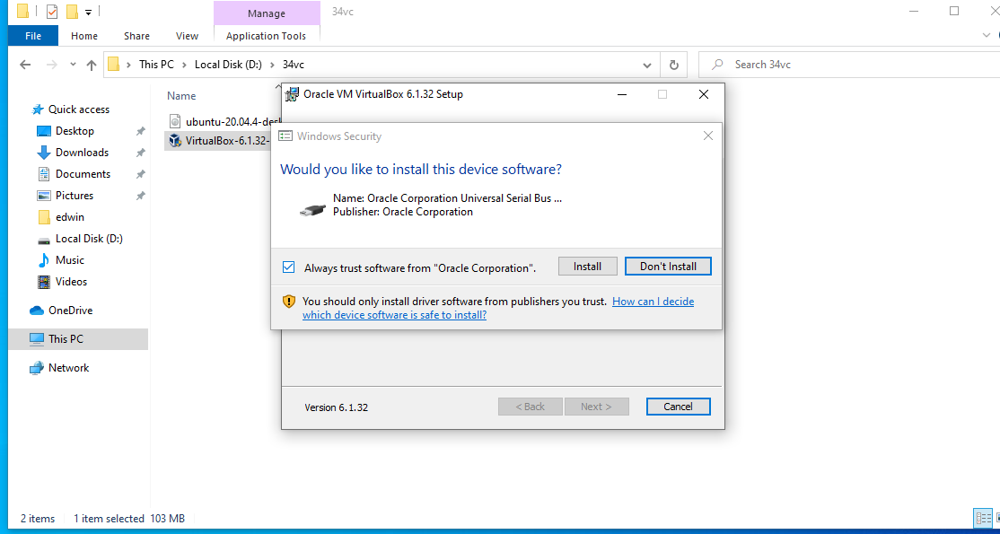 Manage
34vc
File
Home
Share
View
Application Tools
This PC
Local Disk (D:)
34vc
Search 34vc
Quick access
Desktop
Downloads
Documents
Pictures
edwin
Local Disk (D:)
Music
Videos
OneDrive
This PC
Network
Name
ubuntu-20.04.4-desk
VirtualBox-6.1.32-
Oracle VM VirtualBox 6.1.32 Setup
Windows Security
Would you like to install this device software?
Name: Oracle Corporation Universal Serial Bus ...
Publisher: Oracle Corporation
Always trust software from "Oracle Corporation".
Install
Don't Install
You should only install driver software from publishers you trust. How can I decide
which device software is safe to install?
Version 6.1.32
< Back
Next >
Cancel
2 items
1 item selected 103 MB